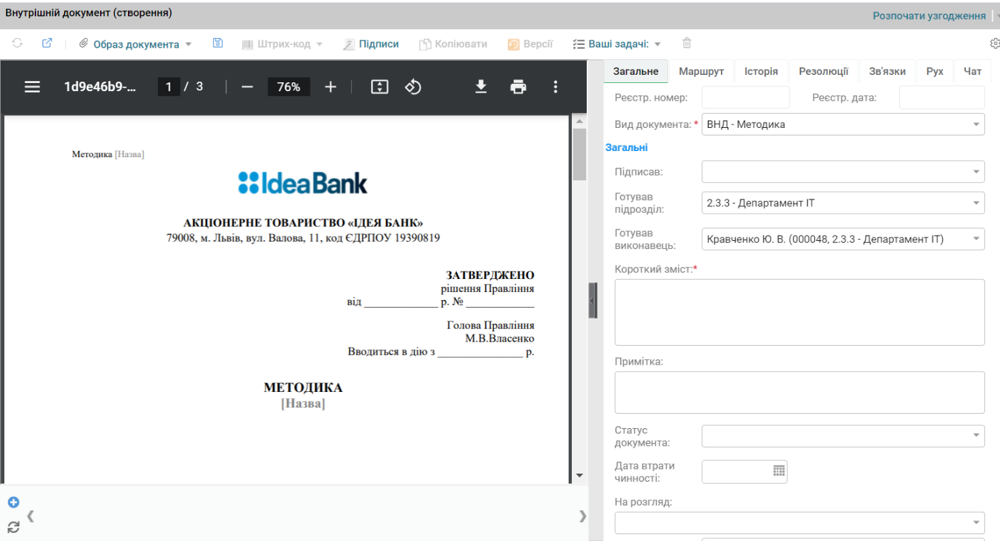 Внутрішній документ (створення)
Розпочати узгодження
Образ документа
Штрих-код
Підписи
Копіювати
Версії
Ваші задачі:
1d9e46b9-...
1 / 3
76%
Методика [Назва]
IdeaBank
АКЦІОНЕРНЕ ТОВАРИСТВО «ІДЕЯ БАНК»
79008, м. Львів, вул. Валова, 11, код ЄДРПОУ 19390819
ЗАТВЕРДЖЕНО
рішення Правління
від _____________ р. № ____________
Голова Правління
М.В.Власенко
Вводиться в дію з _______________ р.
МЕТОДИКА
[Назва]
Загальне Маршрут Історія Резолюції Зв'язки Рух Чат
Реєстр. номер: Реєстр. дата:
Вид документа: * ВНД - Методика
Загальні
Підписав:
Готував
підрозділ:
2.3.3 - Департамент ІТ
Готував
виконавець:
Кравченко Ю. В. (000048, 2.3.3 - Департамент ІТ)
Короткий зміст:*
Примітка:
Статус
документа:
Дата втрати
чинності:
На розгляд: